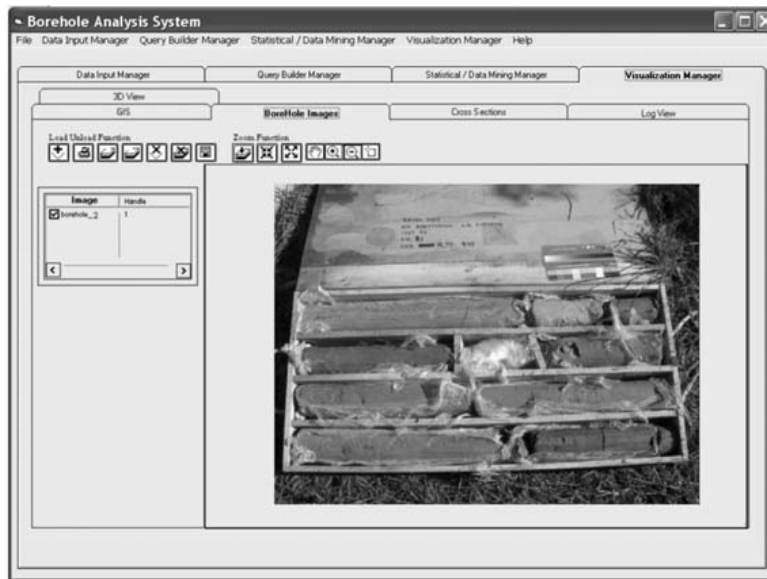 Borehole Analysis System
File Data Input Manager Query Builder Manager Statistical / Data Mining Manager Visualization Manager Help
Data Input Manager Query Builder Manager Statistical / Data Mining Manager Visualization Manager
3D View
GIS BoreHole Images Cross Sections Log View
Load Unload Function Zoom Function
Image Handle
borehole_2 1